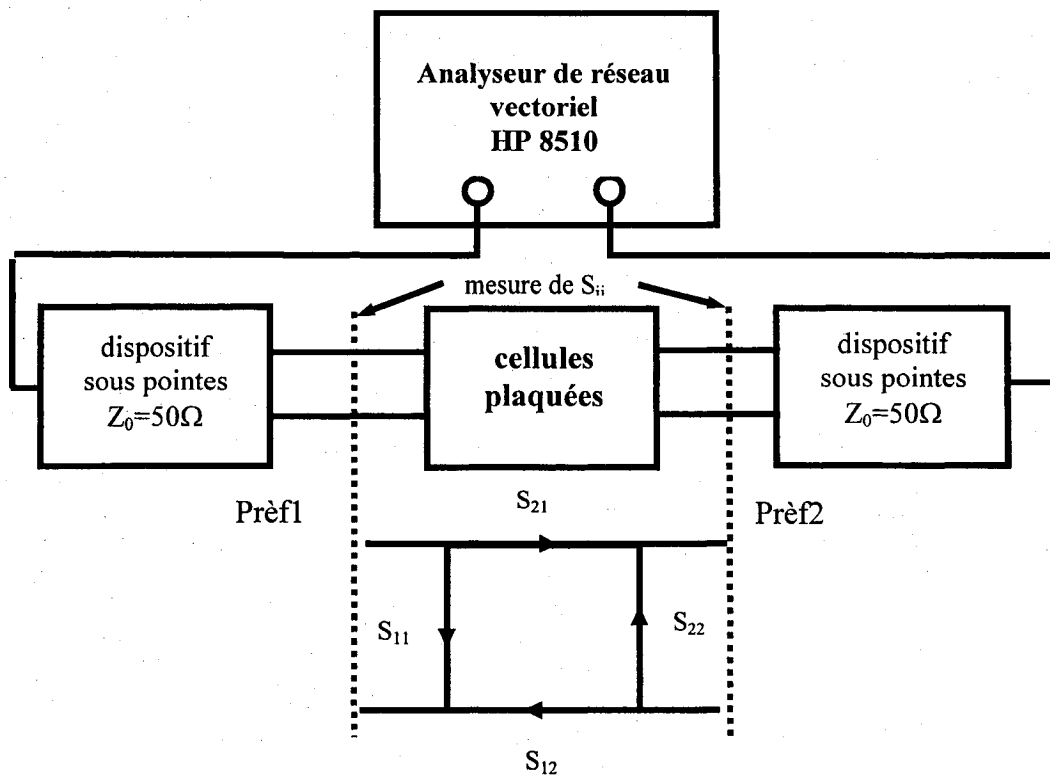 Analyseur de réseau
vectoriel
HP 8510
mesure de Sᵢᵢ
dispositif
sous pointes
Z₀=50Ω
cellules
plaquées
dispositif
sous pointes
Z₀=50Ω
Prèf1
S₂₁
Prèf2
S₁₁
S₂₂
S₁₂